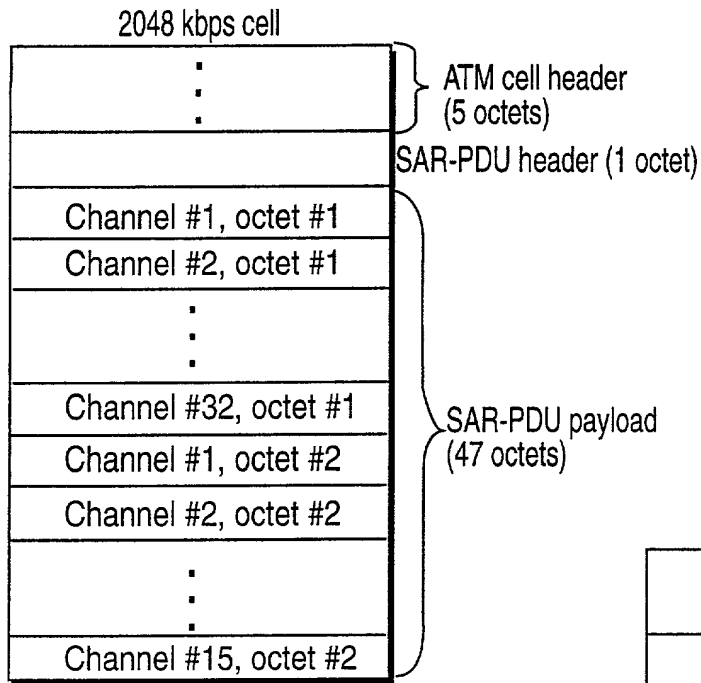 2048 kbps cell
ATM cell header
(5 octets)
SAR-PDU header (1 octet)
Channel #1, octet #1
Channel #2, octet #1
Channel #32, octet #1
SAR-PDU payload
(47 octets)
Channel #1, octet #2
Channel #2, octet #2
Channel #15, octet #2